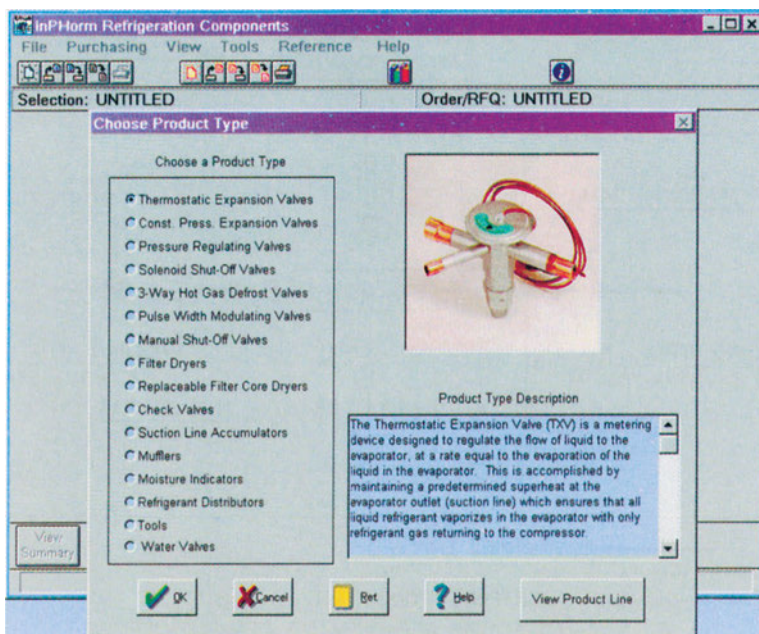 InPHorm Refrigeration Components
File Purchasing View Tools Reference Help
Selection: UNTITLED Order/RFQ: UNTITLED
Choose Product Type
Choose a Product Type
Thermostatic Expansion Valves
Const. Press. Expansion Valves
Pressure Regulating Valves
Solenoid Shut-Off Valves
3-Way Hot Gas Defrost Valves
Pulse Width Modulating Valves
Manual Shut-Off Valves
Filter Dryers
Replaceable Filter Core Dryers
Check Valves
Suction Line Accumulators
Mufflers
Moisture Indicators
Refrigerant Distributors
Tools
Water Valves
Product Type Description
The Thermostatic Expansion Valve (TXV) is a metering
device designed to regulate the flow of liquid to the
evaporator, at a rate equal to the evaporation of the
liquid in the evaporator. This is accomplished by
maintaining a predetermined superheat at the
evaporator outlet (suction line) which ensures that all
liquid refrigerant vaporizes in the evaporator with only
refrigerant gas returning to the compressor.
View
Summary
OK
Cancel
Ret.
Help
View Product Line